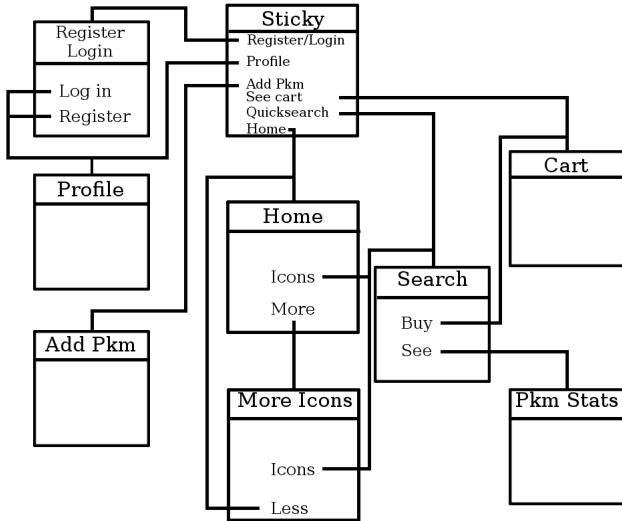 Register
Login
Log in
Register
Sticky
Register/Login
Profile
Add Pkm
See cart
Quicksearch
Home
Profile
Home
Icons
More
Search
Buy
See
Cart
Add Pkm
More Icons
Icons
Less
Pkm Stats